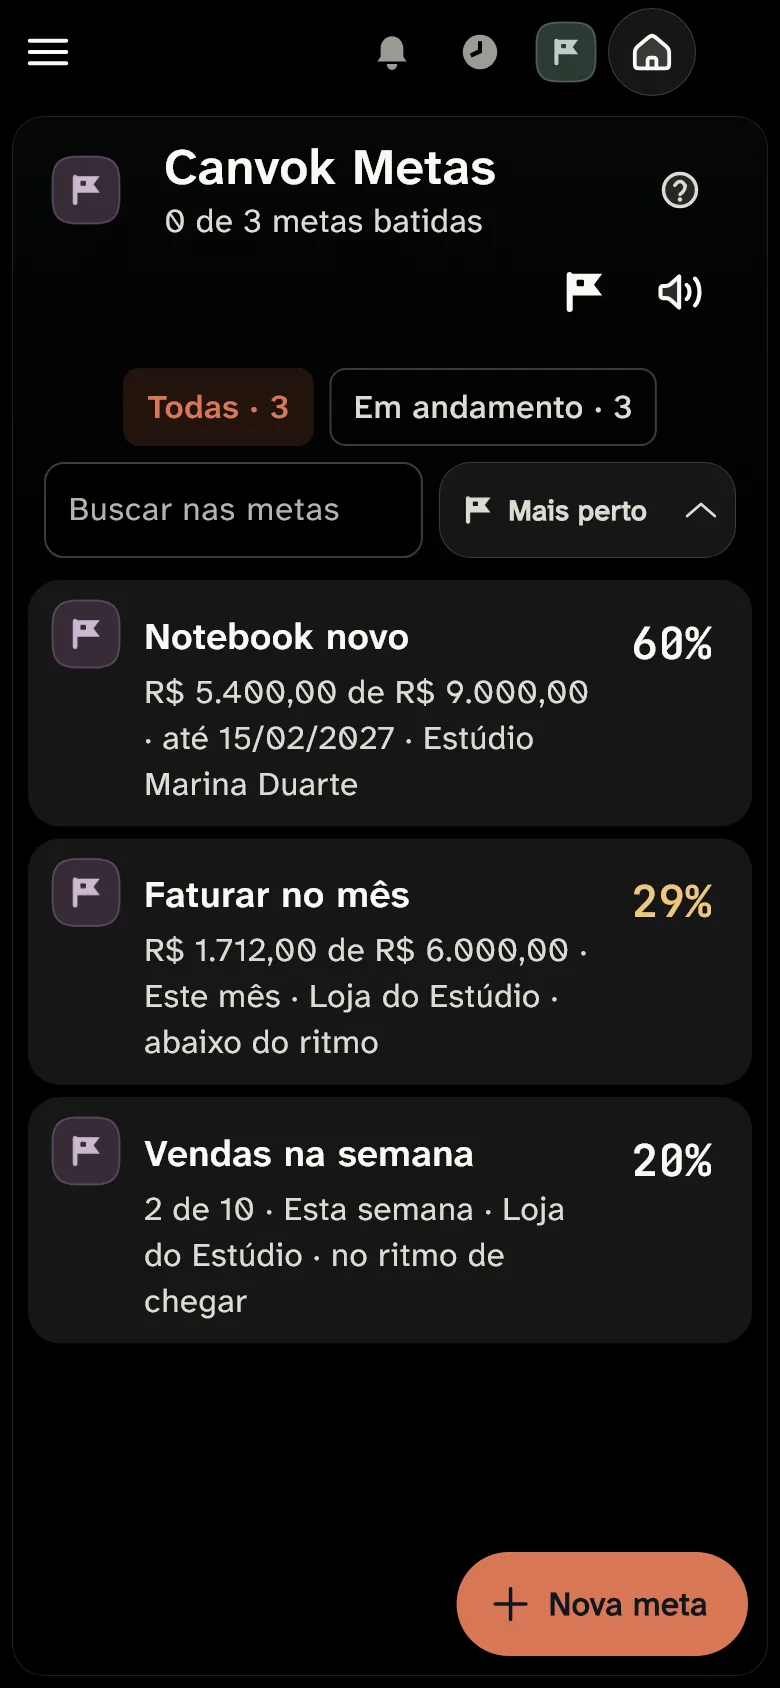 Canvok Metas
0 de 3 metas batidas
Todas · 3
Em andamento · 3
Buscar nas metas
Mais perto
Notebook novo
60%
R$ 5.400,00 de R$ 9.000,00
· até 15/02/2027 · Estúdio
Marina Duarte
Faturar no mês
29%
R$ 1.712,00 de R$ 6.000,00 ·
Este mês · Loja do Estúdio ·
abaixo do ritmo
Vendas na semana
20%
2 de 10 · Esta semana · Loja
do Estúdio · no ritmo de
chegar
Nova meta